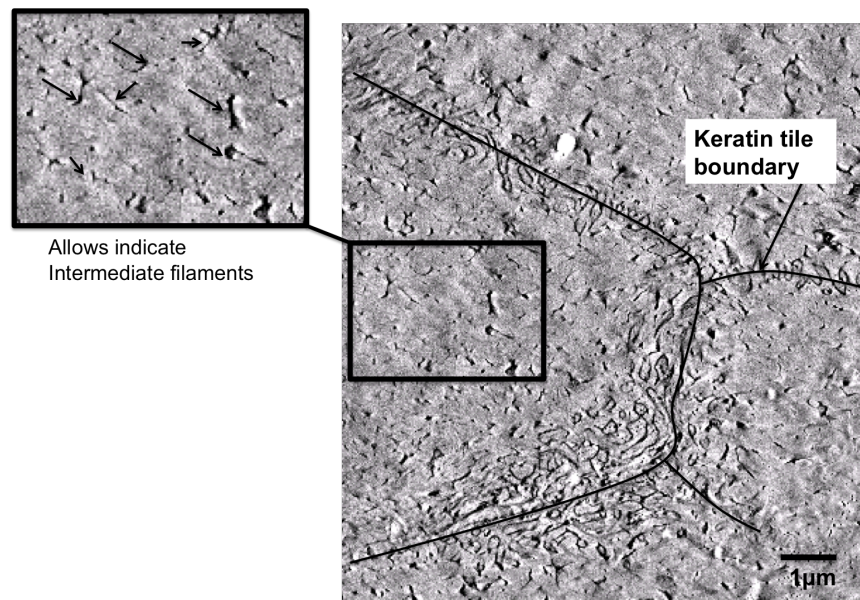 Allows indicate
Intermediate filaments
Keratin tile
boundary
1µm